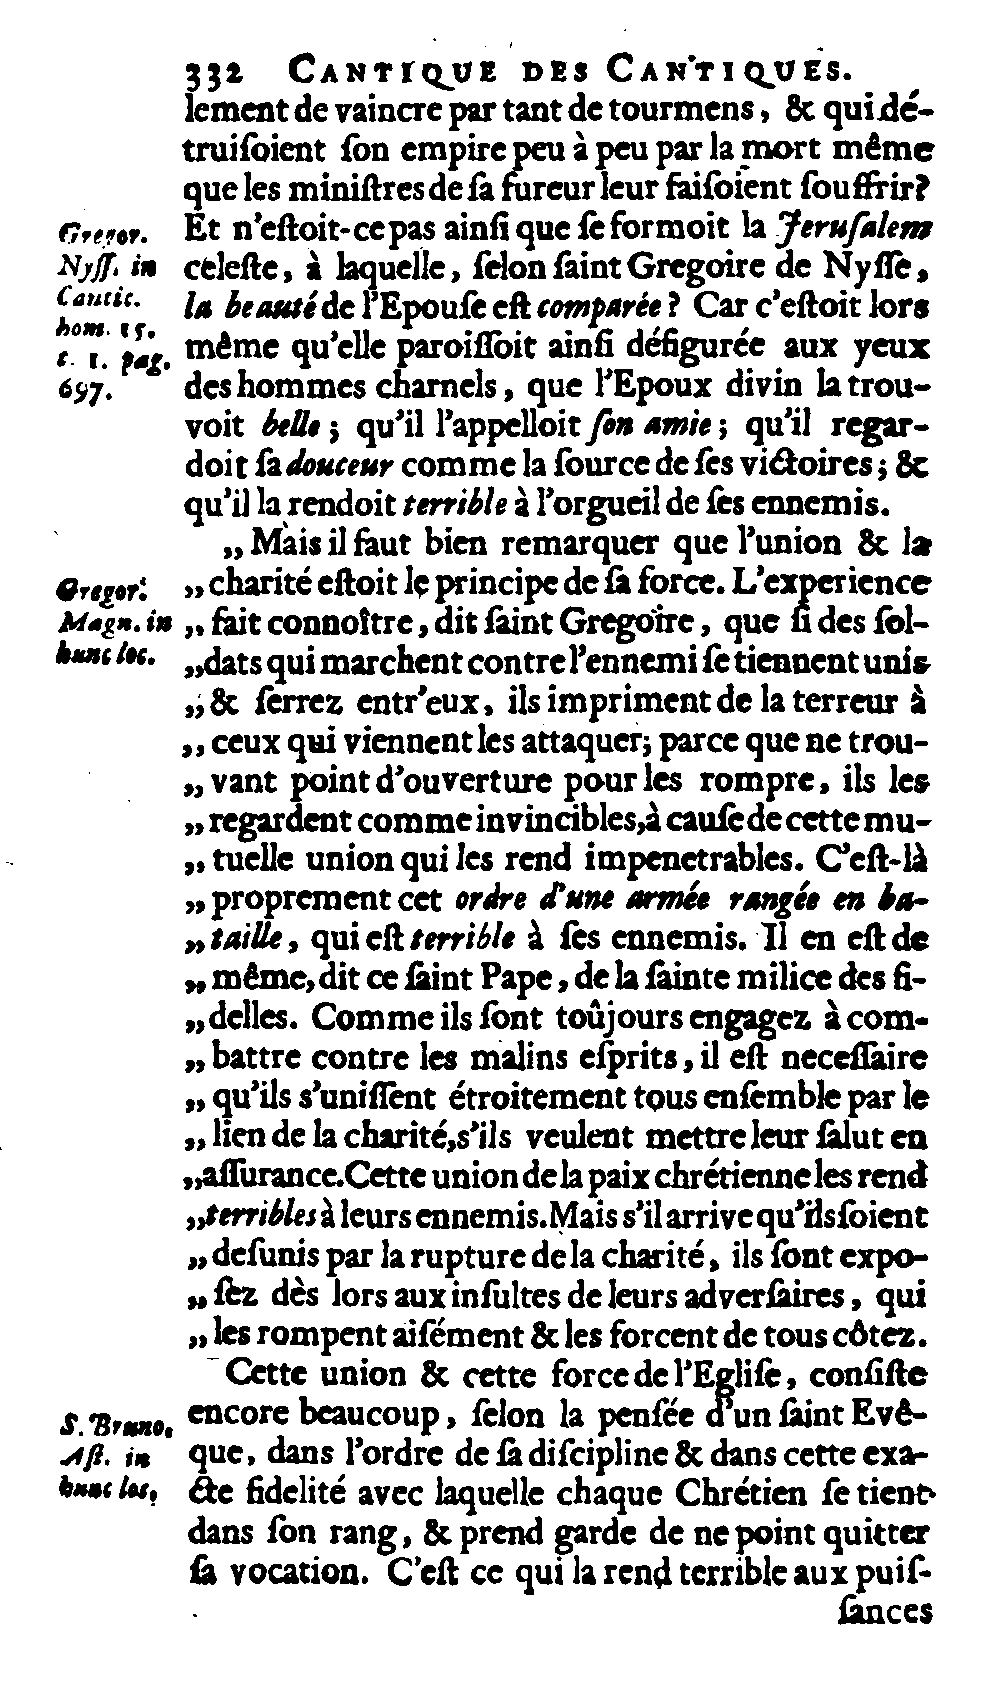 332 CANTIQUE DES CANTIQUES.
lement de vaincre par tant de tourmens, & qui dé-
truiſoient ſon empire peu à peu par la mort même
que les miniſtres de ſa fureur leur faiſoient ſouffrir?
Et n'eſtoit-ce pas ainſi que ſe formoit la Jeruſalem
celeſte, à laquelle, ſelon ſaint Gregoire de Nyſſe,
la beauté de l'Epouſe eſt comparée? Car c'eſtoit lors
même qu'elle paroiſſoit ainſi défigurée aux yeux
des hommes charnels, que l'Epoux divin la trou-
voit belle; qu'il l'appelloit ſon amie; qu'il regar-
doit ſa douceur comme la ſource de ſes victoires; &
qu'il la rendoit terrible à l'orgueil de ſes ennemis.
Gregor.
Nyſſ. in
Cantic.
hom. 15.
t. 1. pag.
697.
„ Mais il faut bien remarquer que l'union & la
„ charité eſtoit le principe de ſa force. L'experience
„ fait connoître, dit ſaint Gregoire, que ſi des ſol-
„ dats qui marchent contre l'ennemi ſe tiennent unis
„ & ſerrez entr'eux, ils impriment de la terreur à
„ ceux qui viennent les attaquer; parce que ne trou-
„ vant point d'ouverture pour les rompre, ils les
„ regardent comme invincibles, à cauſe de cette mu-
„ tuelle union qui les rend impenetrables. C'eſt-là
„ proprement cet ordre d'une armée rangée en ba-
„ taille, qui eſt terrible à ſes ennemis. Il en eſt de
„ même, dit ce ſaint Pape, de la ſainte milice des fi-
„ delles. Comme ils ſont toûjours engagez à com-
„ battre contre les malins eſprits, il eſt neceſſaire
„ qu'ils s'uniſſent étroitement tous enſemble par le
„ lien de la charité, s'ils veulent mettre leur ſalut en
„ aſſurance. Cette union de la paix chrétienne les rend
„ terribles à leurs ennemis. Mais s'il arrive qu'ils ſoient
„ deſunis par la rupture de la charité, ils ſont expo-
„ ſez dès lors aux inſultes de leurs adverſaires, qui
„ les rompent aiſément & les forcent de tous côtez.
Gregor.
Magn. in
hunc loc.
Cette union & cette force de l'Egliſe, conſiſte
encore beaucoup, ſelon la penſée d'un ſaint Evê-
que, dans l'ordre de ſa diſcipline & dans cette exa-
cte fidelité avec laquelle chaque Chrétien ſe tient
dans ſon rang, & prend garde de ne point quitter
ſa vocation. C'eſt ce qui la rend terrible aux puiſ-
S. Bruno.
Aſt. in
hunc loc.
ſances